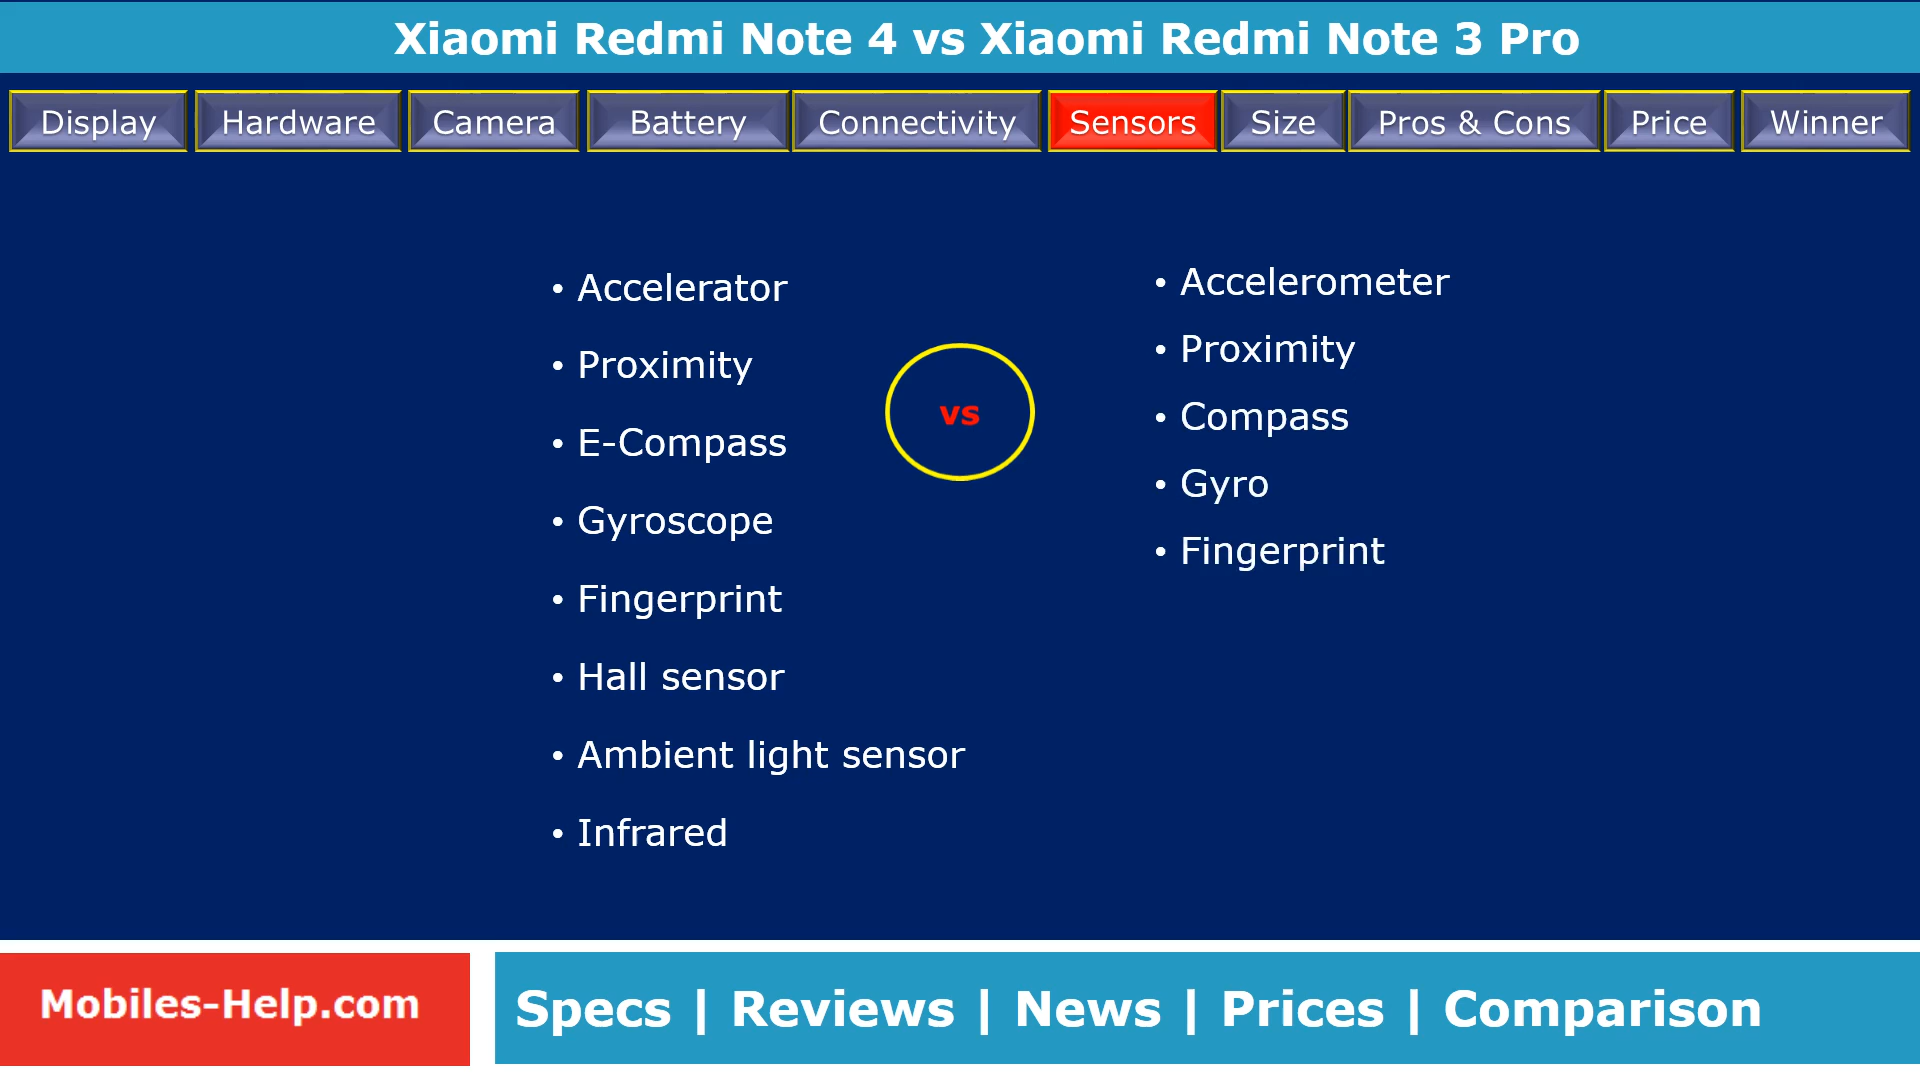 Xiaomi Redmi Note 4 vs Xiaomi Redmi Note 3 Pro
Display Hardware Camera Battery Connectivity Sensors Size Pros & Cons Price Winner
• Accelerator
• Proximity
• E-Compass
• Gyroscope
• Fingerprint
• Hall sensor
• Ambient light sensor
• Infrared
vs
• Accelerometer
• Proximity
• Compass
• Gyro
• Fingerprint
Mobiles-Help.com
Specs | Reviews | News | Prices | Comparison